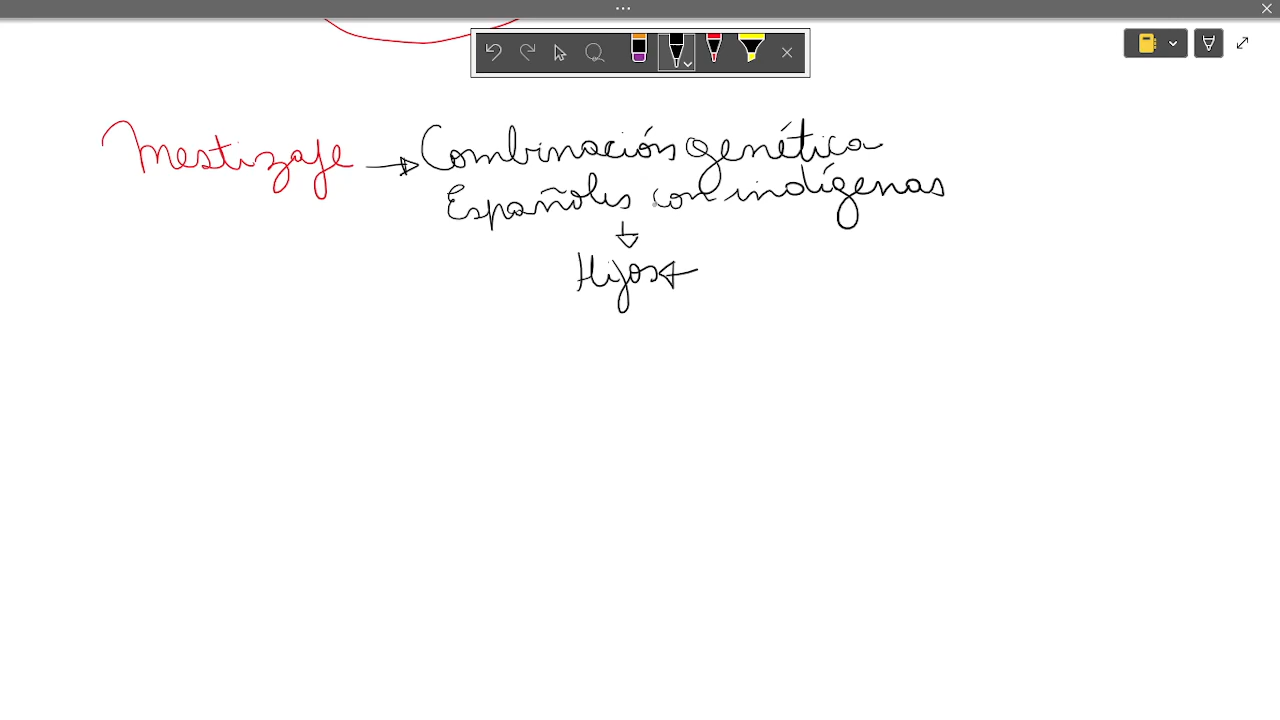 Mestizaje → Combinación genética
Españoles con indígenas
↓
Hijos ←